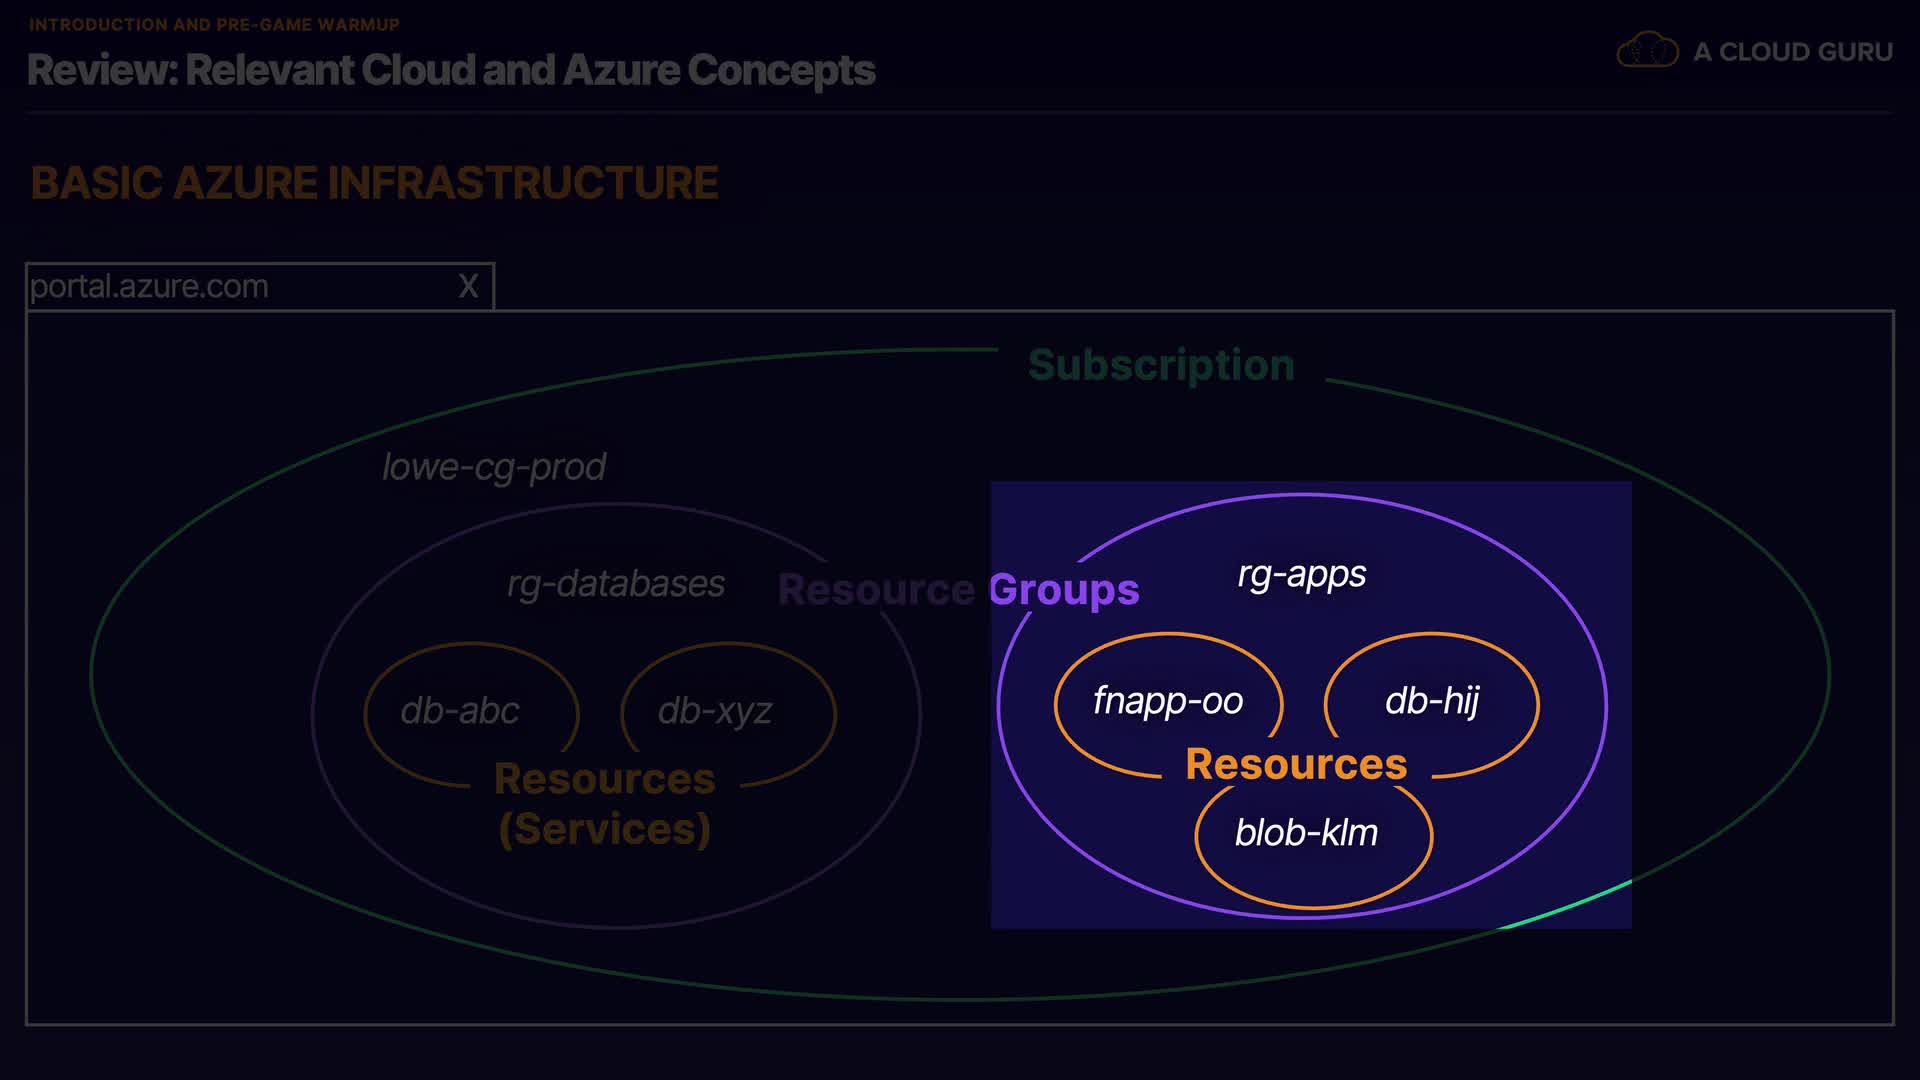 INTRODUCTION AND PRE-GAME WARMUP
Review: Relevant Cloud and Azure Concepts
A CLOUD GURU
BASIC AZURE INFRASTRUCTURE
portal.azure.com X
Subscription
lowe-cg-prod
rg-databases
Resource Groups
rg-apps
db-abc
db-xyz
fnapp-oo
db-hij
Resources
(Services)
Resources
blob-klm